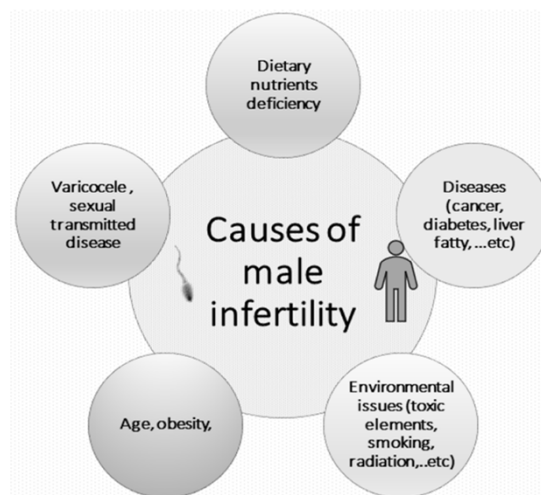 Dietary
nutrients
deficiency
Varicocele ,
sexual
transmitted
disease
Diseases
(cancer,
diabetes, liver
fatty, ...etc)
Causes of
male
infertility
Age, obesity,
Environmental
issues (toxic
elements,
smoking,
radiation,..etc)